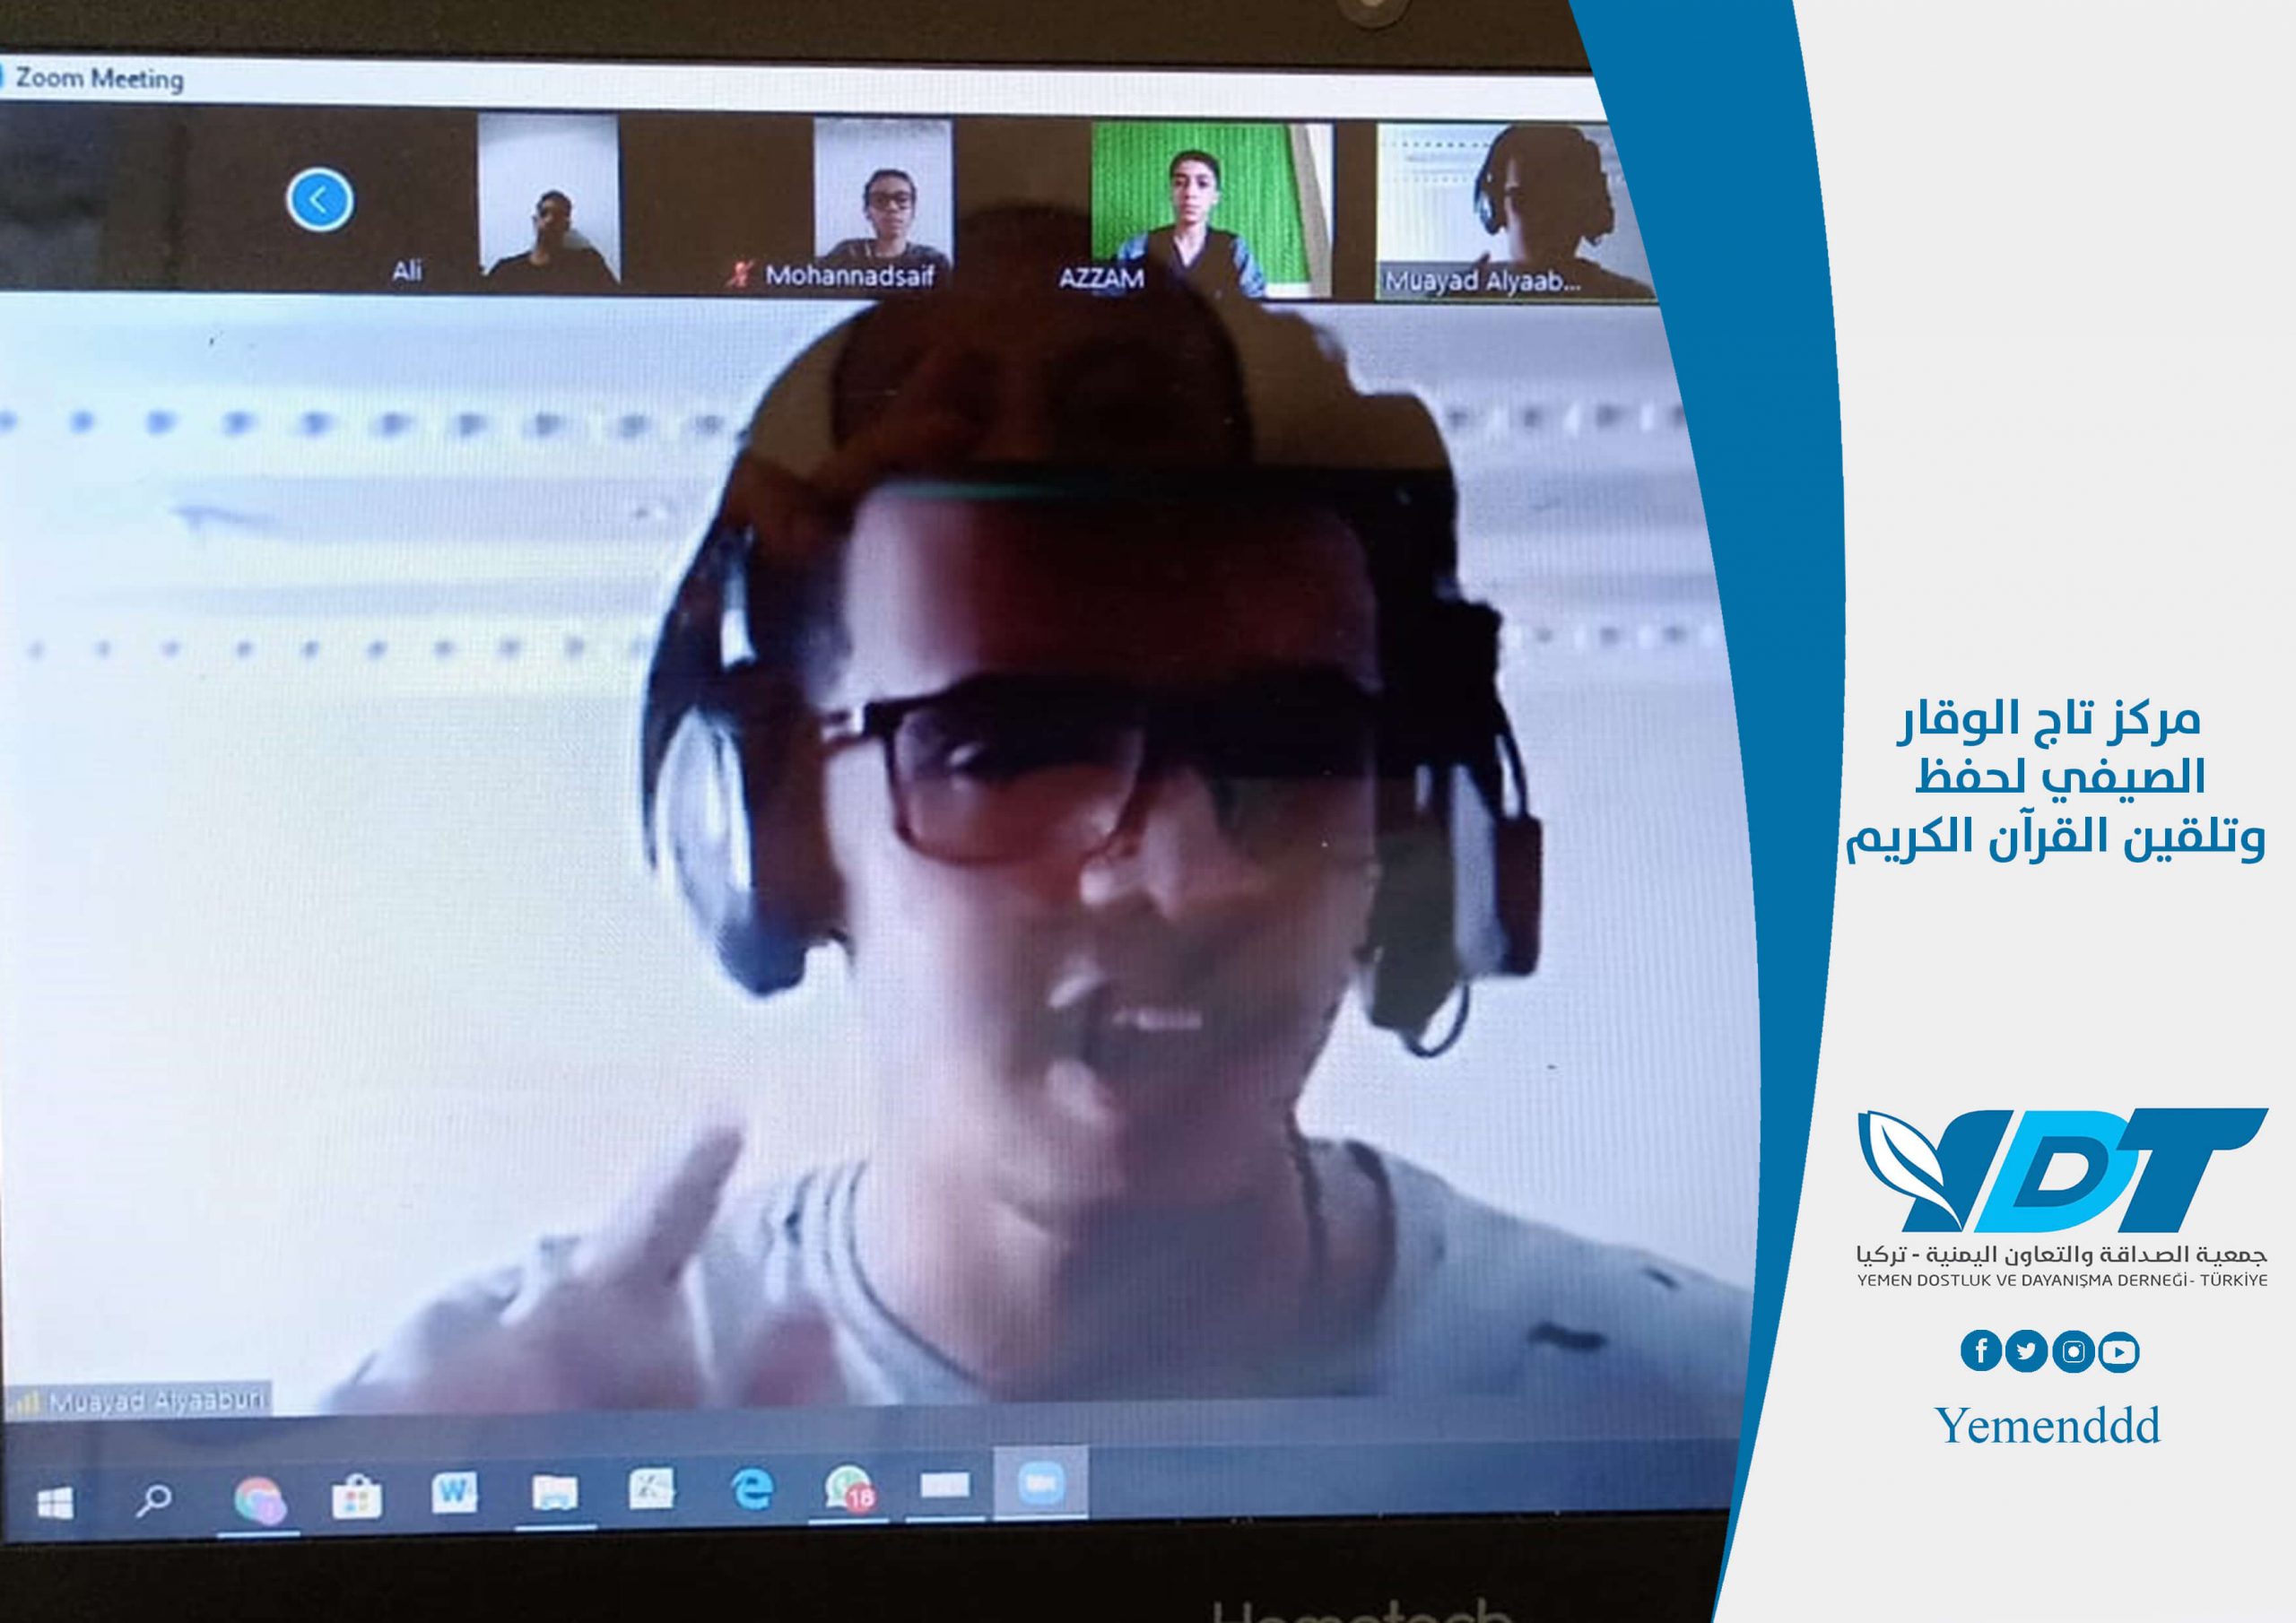 Zoom Meeting
Ali
Mohannadsaif
AZZAM
Muayad Alyaab...
Muayad Alyaaburi
18
مركز تاج الوقار
الصيفي لحفظ
وتلقين القرآن الكريم
YDT
جمعية الصداقة والتعاون اليمنية - تركيا
YEMEN DOSTLUK VE DAYANIŞMA DERNEĞİ- TÜRKİYE
Yemenddd